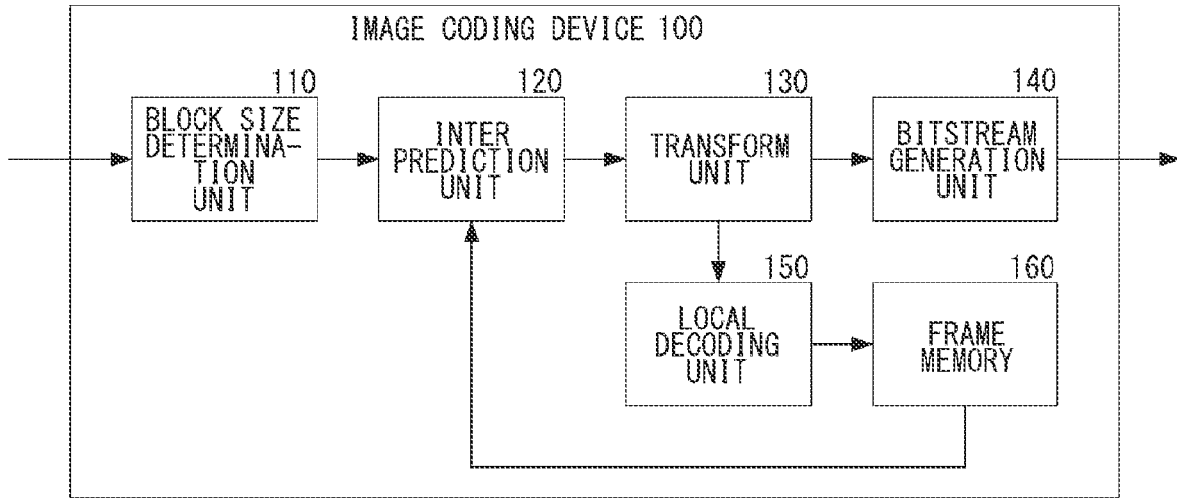 IMAGE CODING DEVICE 100
110
BLOCK SIZE
DETERMINA-
TION
UNIT
120
INTER
PREDICTION
UNIT
130
TRANSFORM
UNIT
140
BITSTREAM
GENERATION
UNIT
150
LOCAL
DECODING
UNIT
160
FRAME
MEMORY